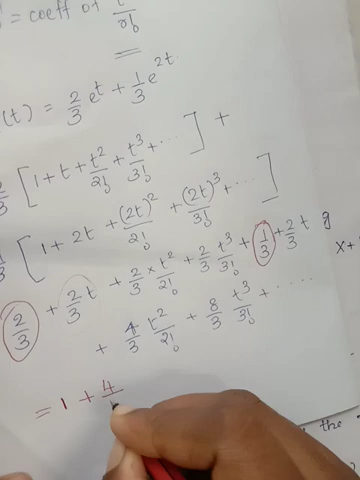 = coeff of t/2!
(t) = 2/3 e^t + 1/3 e^2t
2/3 [1 + t + t²/2! + t³/3! + ...] +
1/3 [1 + 2t + (2t)²/2! + (2t)³/3! + ...]
2/3 + 2/3 t + 2/3 × t²/2! + 2/3 t³/3! + 1/3 + 2/3 t
+ 4/3 t²/2! + 8/3 t³/3! + ....
= 1 + 4/
X+
the